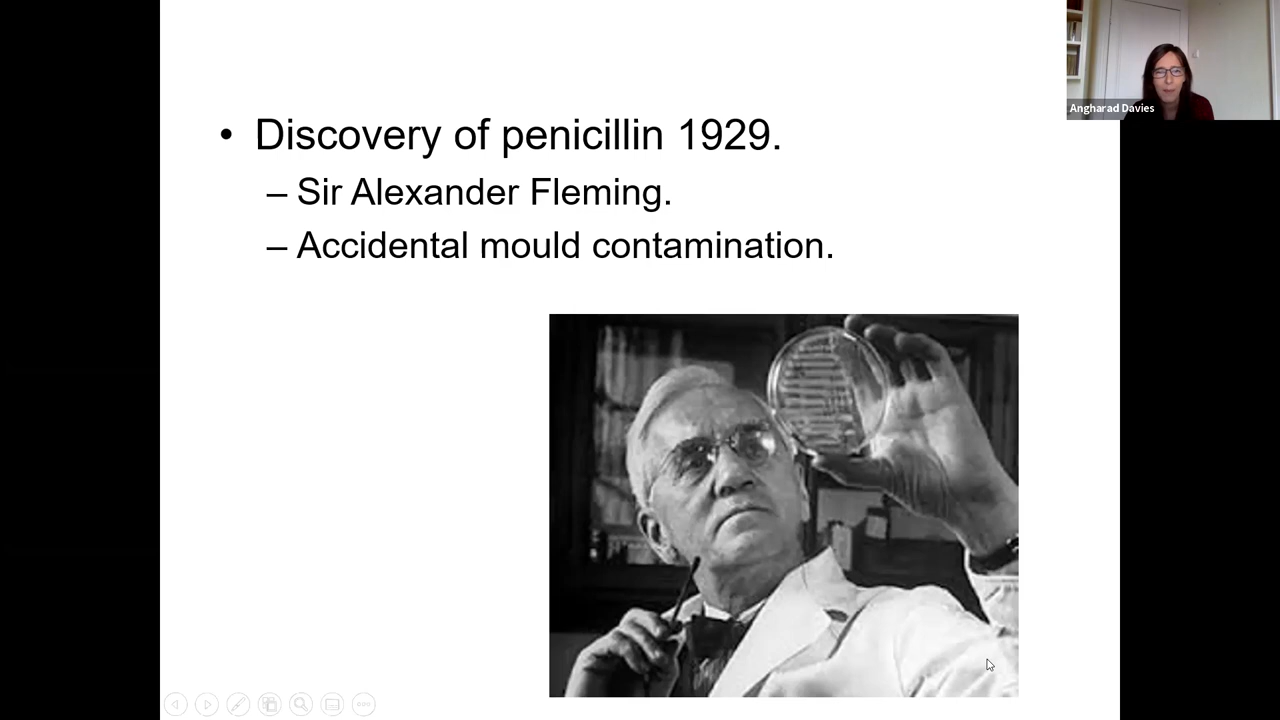 • Discovery of penicillin 1929.
– Sir Alexander Fleming.
– Accidental mould contamination.
Angharad Davies